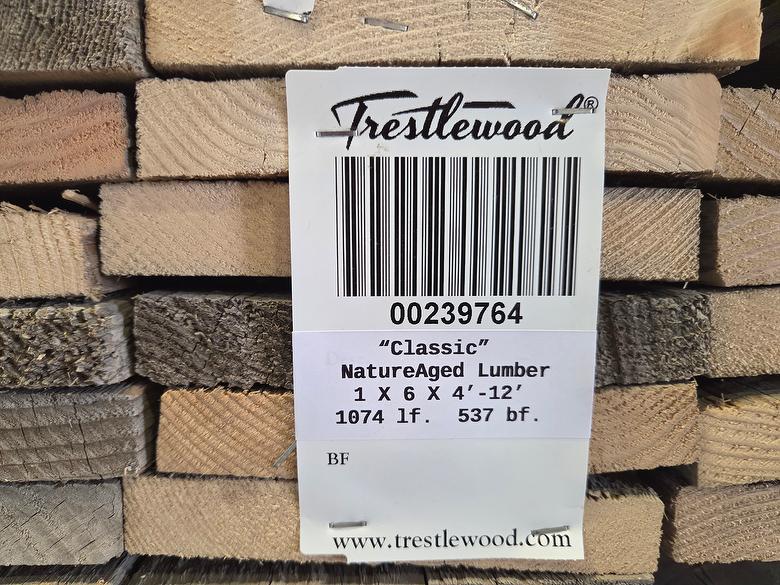 Trestlewood®
00239764
"Classic"
NatureAged Lumber
1 X 6 X 4'-12'
1074 lf. 537 bf.
BF
www.trestlewood.com